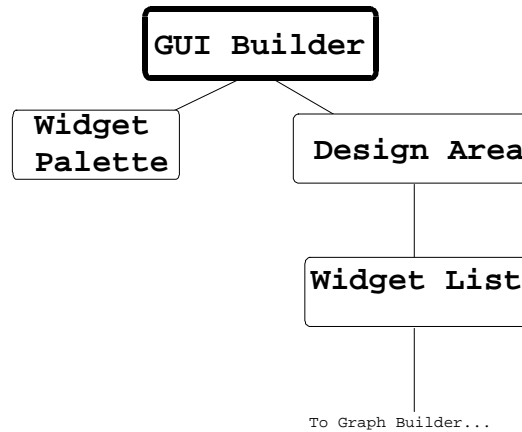 GUI Builder
Widget
Palette
Design Area
Widget List
To Graph Builder...